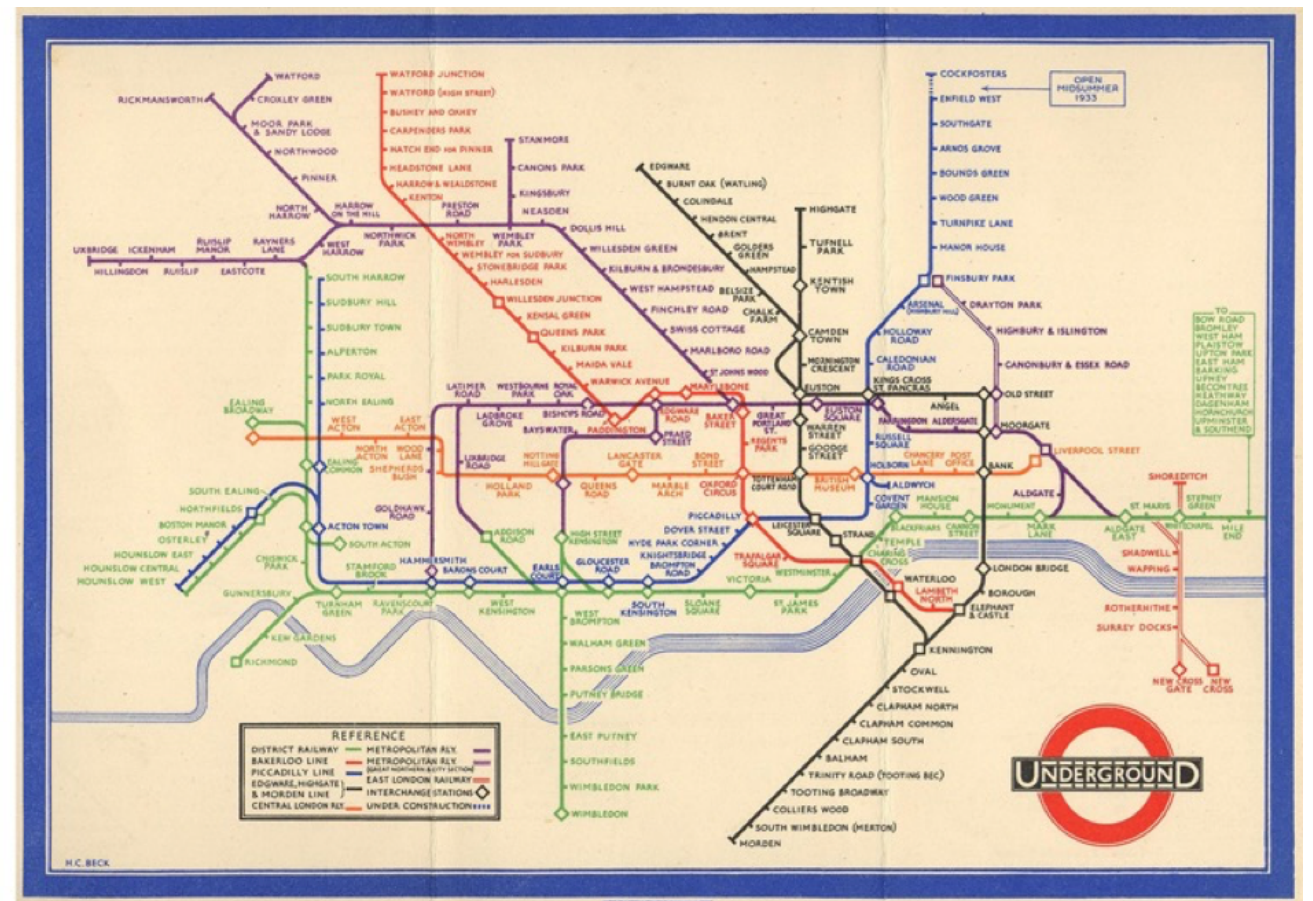 WATFORD
RICKMANSWORTH
CROXLEY GREEN
MOOR PARK
& SANDY LODGE
NORTHWOOD
PINNER
NORTH
HARROW
HARROW
ON THE HILL
NORTHWICK
PARK
PRESTON
ROAD
WEMBLEY
PARK
NEASDEN
WEST
HARROW
UXBRIDGE
ICKENHAM
RUISLIP
MANOR
RAYNERS
LANE
HILLINGDON
RUISLIP
EASTCOTE
WATFORD JUNCTION
WATFORD (HIGH STREET)
BUSHEY AND OXHEY
CARPENDERS PARK
HATCH END FOR PINNER
HEADSTONE LANE
HARROW & WEALDSTONE
KENTON
NORTH
WEMBLEY
WEMBLEY FOR SUDBURY
STONEBRIDGE PARK
HARLESDEN
WILLESDEN JUNCTION
KENSAL GREEN
QUEENS PARK
KILBURN PARK
MAIDA VALE
WARWICK AVENUE
PADDINGTON
EDGWARE
ROAD
MARYLEBONE
BAKER
STREET
REGENTS
PARK
OXFORD
CIRCUS
STANMORE
CANONS PARK
KINGSBURY
DOLLIS HILL
WILLESDEN GREEN
KILBURN & BRONDESBURY
WEST HAMPSTEAD
FINCHLEY ROAD
SWISS COTTAGE
MARLBORO ROAD
ST JOHNS WOOD
EDGWARE
BURNT OAK (WATLING)
COLINDALE
HENDON CENTRAL
BRENT
GOLDERS
GREEN
HAMPSTEAD
BELSIZE
PARK
CHALK
FARM
HIGHGATE
TUFNELL
PARK
KENTISH
TOWN
CAMDEN
TOWN
MORNINGTON
CRESCENT
EUSTON
WARREN
STREET
GOODGE
STREET
TOTTENHAM
COURT ROAD
LEICESTER
SQUARE
STRAND
COCKFOSTERS
OPEN
MIDSUMMER
1933
ENFIELD WEST
SOUTHGATE
ARNOS GROVE
BOUNDS GREEN
WOOD GREEN
TURNPIKE LANE
MANOR HOUSE
FINSBURY PARK
ARSENAL
(HIGHBURY HILL)
HOLLOWAY
ROAD
CALEDONIAN
ROAD
KINGS CROSS
ST. PANCRAS
RUSSELL
SQUARE
HOLBORN
ALDWYCH
COVENT
GARDEN
DRAYTON PARK
HIGHBURY & ISLINGTON
CANONBURY & ESSEX ROAD
OLD STREET
MOORGATE
ANGEL
TO
BOW ROAD
BROMLEY
WEST HAM
PLAISTOW
UPTON PARK
EAST HAM
BARKING
UPNEY
BECONTREE
HEATHWAY
DAGENHAM
HORNCHURCH
UPMINSTER
& SOUTHEND
SOUTH HARROW
SUDBURY HILL
SUDBURY TOWN
ALPERTON
PARK ROYAL
NORTH EALING
EALING
BROADWAY
EALING
COMMON
WEST
ACTON
EAST
ACTON
NORTH
ACTON
WOOD
LANE
SHEPHERDS
BUSH
HOLLAND
PARK
NOTTING
HILL GATE
QUEENS
ROAD
LANCASTER
GATE
MARBLE
ARCH
BOND
STREET
BRITISH
MUSEUM
CHANCERY
LANE
POST
OFFICE
BANK
LIVERPOOL STREET
LATIMER
ROAD
WESTBOURNE
PARK
ROYAL
OAK
LADBROKE
GROVE
BISHOPS ROAD
BAYSWATER
PRAED
STREET
GREAT
PORTLAND
ST.
EUSTON
SQUARE
FARRINGDON
ALDERSGATE
UXBRIDGE
ROAD
GOLDHAWK
ROAD
HAMMERSMITH
ADDISON
ROAD
HIGH STREET
KENSINGTON
SOUTH EALING
NORTHFIELDS
BOSTON MANOR
OSTERLEY
HOUNSLOW EAST
HOUNSLOW CENTRAL
HOUNSLOW WEST
ACTON TOWN
SOUTH ACTON
CHISWICK
PARK
GUNNERSBURY
KEW GARDENS
RICHMOND
TURNHAM
GREEN
STAMFORD
BROOK
RAVENSCOURT
PARK
BARONS COURT
WEST
KENSINGTON
EARLS
COURT
GLOUCESTER
ROAD
SOUTH
KENSINGTON
SLOANE
SQUARE
VICTORIA
ST. JAMES
PARK
WESTMINSTER
CHARING
CROSS
TEMPLE
BLACKFRIARS
MANSION
HOUSE
CANNON
STREET
MONUMENT
MARK
LANE
ALDGATE
ALDGATE
EAST
ST. MARYS
WHITECHAPEL
STEPNEY
GREEN
MILE
END
PICCADILLY
DOVER STREET
HYDE PARK CORNER
KNIGHTSBRIDGE
BROMPTON
ROAD
TRAFALGAR
SQUARE
WATERLOO
LAMBETH
NORTH
ELEPHANT
& CASTLE
LONDON BRIDGE
BOROUGH
KENNINGTON
OVAL
STOCKWELL
CLAPHAM NORTH
CLAPHAM COMMON
CLAPHAM SOUTH
BALHAM
TRINITY ROAD (TOOTING BEC)
TOOTING BROADWAY
COLLIERS WOOD
SOUTH WIMBLEDON (MERTON)
MORDEN
SHOREDITCH
SHADWELL
WAPPING
ROTHERHITHE
SURREY DOCKS
NEW CROSS
GATE
NEW
CROSS
WEST
BROMPTON
WALHAM GREEN
PARSONS GREEN
PUTNEY BRIDGE
EAST PUTNEY
SOUTHFIELDS
WIMBLEDON PARK
WIMBLEDON
REFERENCE
DISTRICT RAILWAY
BAKERLOO LINE
PICCADILLY LINE
EDGWARE, HIGHGATE
& MORDEN LINE
CENTRAL LONDON RLY.
METROPOLITAN RLY.
METROPOLITAN RLY.
(GREAT NORTHERN & CITY SECTION)
EAST LONDON RAILWAY
INTERCHANGE STATIONS
UNDER CONSTRUCTION
UNDERGROUND
H.C. BECK